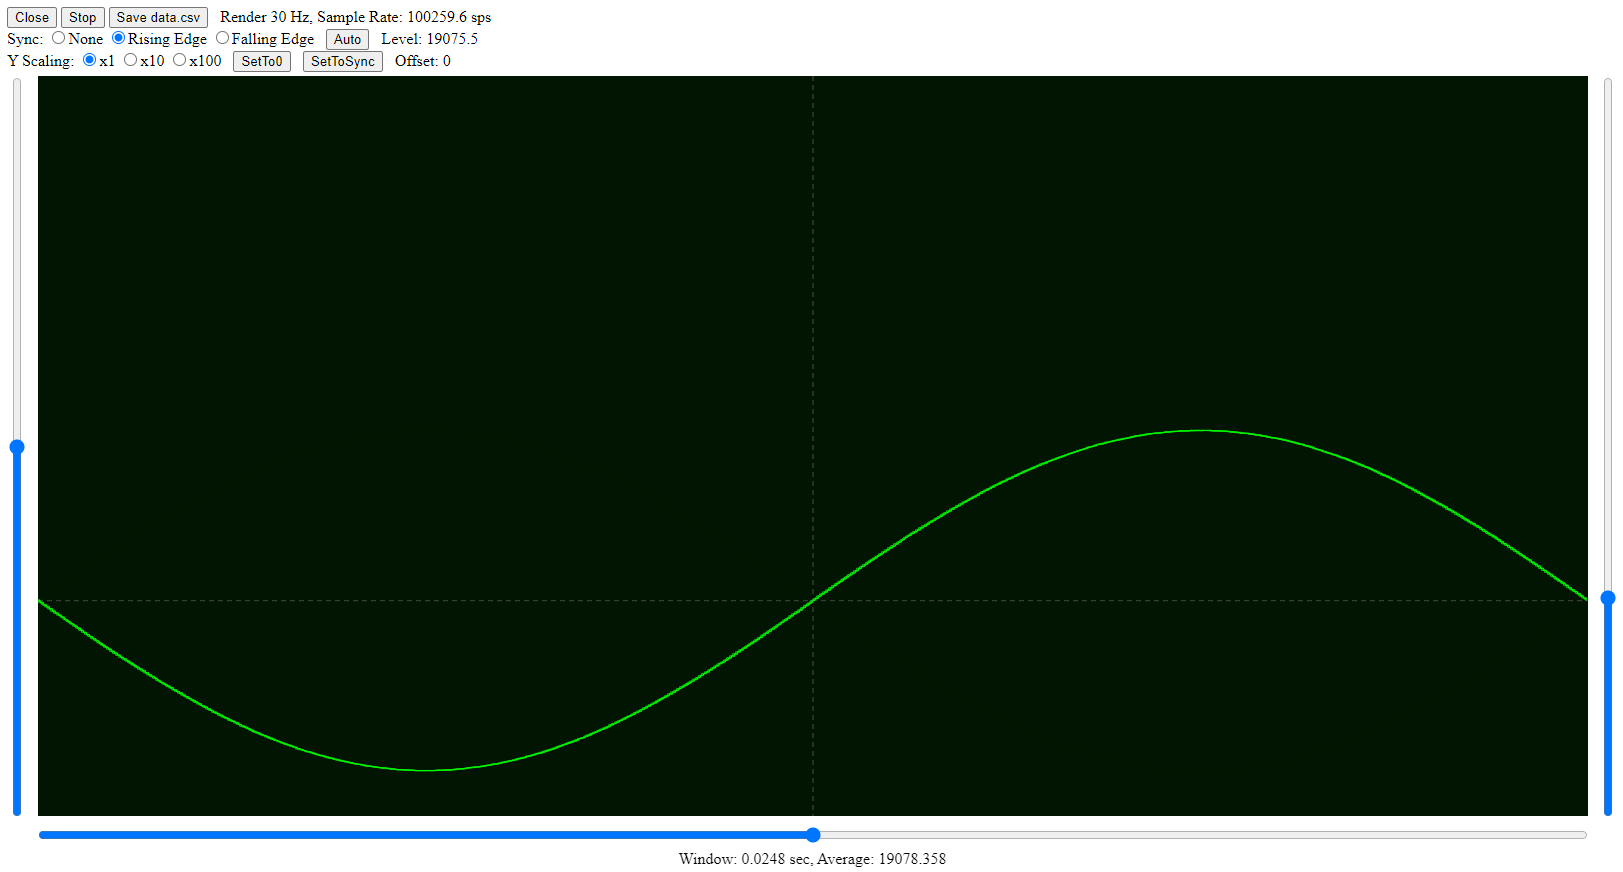 Close Stop Save data.csv Render 30 Hz, Sample Rate: 100259.6 sps
Sync: None Rising Edge Falling Edge Auto Level: 19075.5
Y Scaling: x1 x10 x100 SetTo0 SetToSync Offset: 0
Window: 0.0248 sec, Average: 19078.358